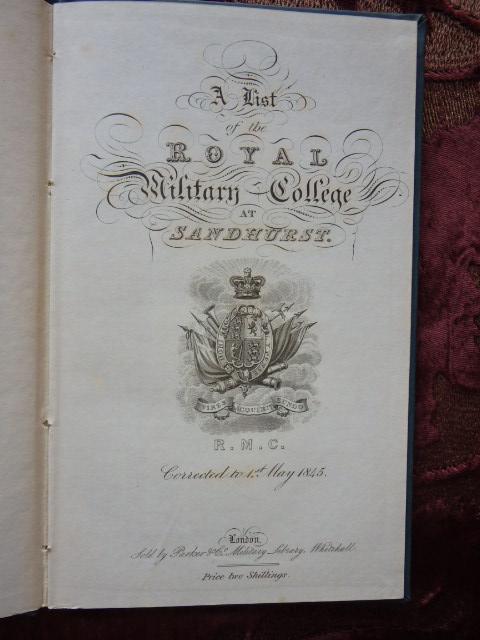 A List
of the
ROYAL
Military College
AT
SANDHURST.
VIRES ACQUIRIT EUNDO
R. M. C.
Corrected to 1st May 1845.
London,
Sold by Parker & Co. Military Library, Whitehall.
Price two Shillings.